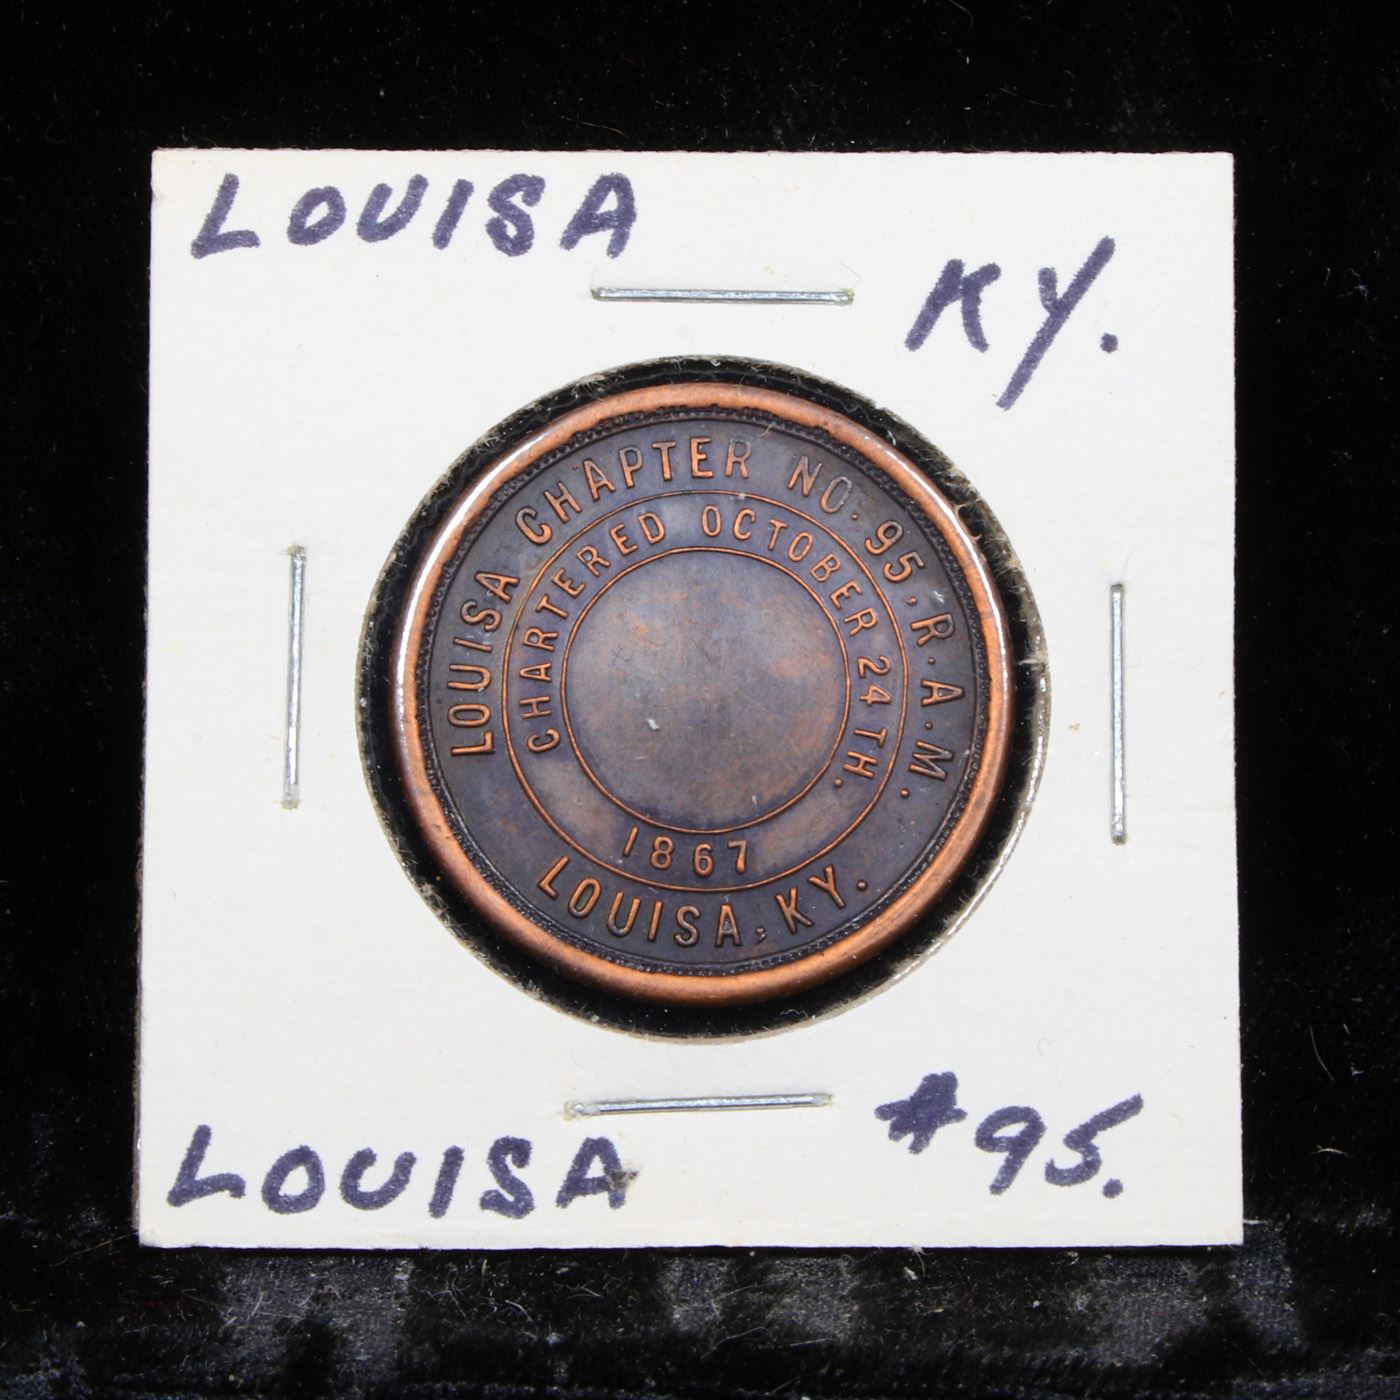 LOUISA
KY.
LOUISA CHAPTER NO. 95, R.A.M.
CHARTERED OCTOBER 24TH.
1867
LOUISA, KY.
LOUISA
#95.